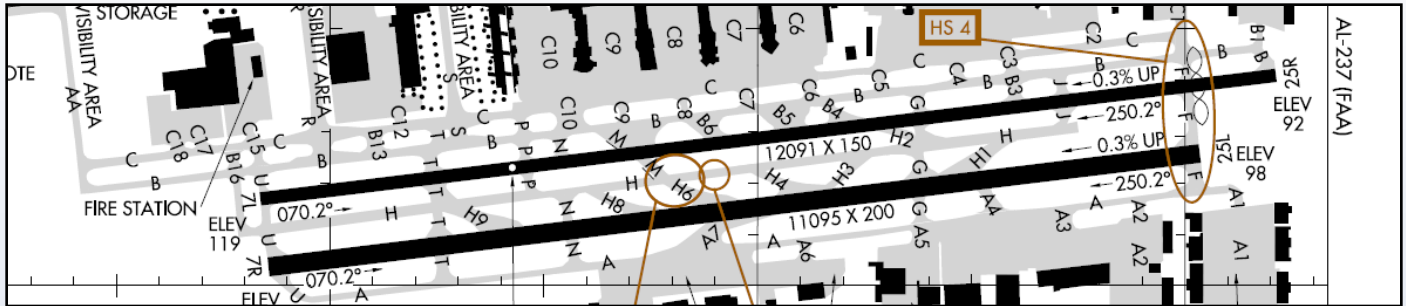 STORAGE
OTE
VISIBILITY AREA
AA
VISIBILITY AREA
R
BILITY AREA
S
S
C10
C9
C8
C7
C6
HS 4
C2
C
C
B
B1
B
25R
AL-237 (FAA)
ELEV
92
0.3% UP
250.2°
0.3% UP
250.2°
F
F
F
25L
ELEV
98
C3
B3
J
J
C4
C
C5
B
G
C6
B4
B5
C7
C
C8
B6
B
C9
C10
N
M
M
P
P
P
C
B
C12
B13
T
T
T
T
T
T
R
B
C15
C
C17
C18
C
B
B16
FIRE STATION
U
7L
ELEV
119
070.2°
12091 X 150
H
H9
H8
H
H6
H4
H3
H2
H
H1
G
G
N
N
U
7R
070.2°
11095 X 200
ELEV
U
A
A
A7
A
A6
A5
A4
A3
A
A2
A2
A1
A1